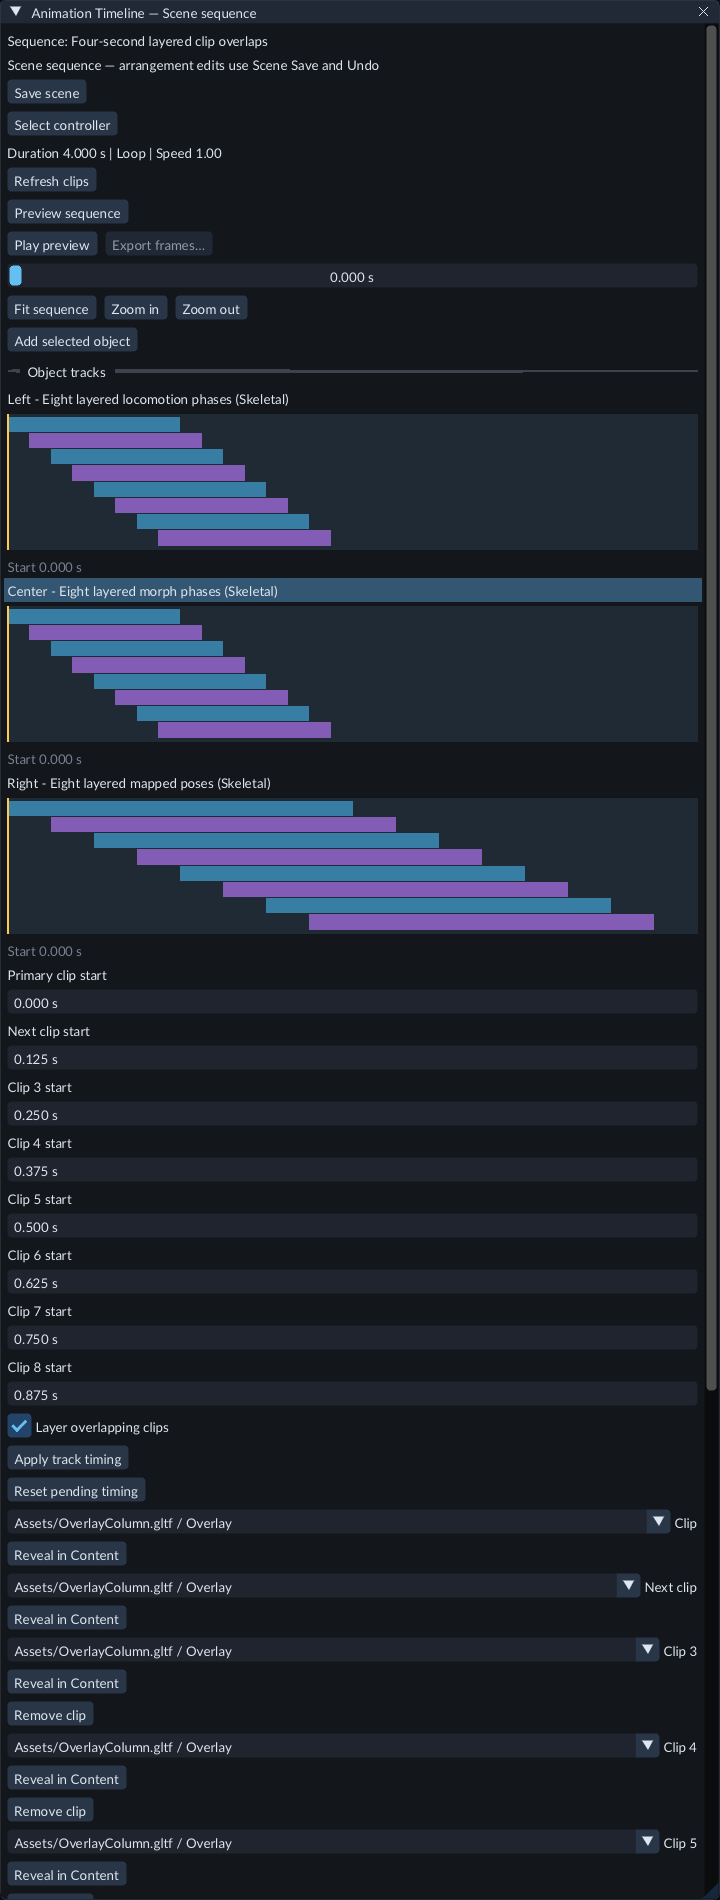 Animation Timeline — Scene sequence
Sequence: Four-second layered clip overlaps
Scene sequence — arrangement edits use Scene Save and Undo
Save scene
Select controller
Duration 4.000 s | Loop | Speed 1.00
Refresh clips
Preview sequence
Play preview Export frames...
0.000 s
Fit sequence Zoom in Zoom out
Add selected object
Object tracks
Left - Eight layered locomotion phases (Skeletal)
Start 0.000 s
Center - Eight layered morph phases (Skeletal)
Start 0.000 s
Right - Eight layered mapped poses (Skeletal)
Start 0.000 s
Primary clip start
0.000 s
Next clip start
0.125 s
Clip 3 start
0.250 s
Clip 4 start
0.375 s
Clip 5 start
0.500 s
Clip 6 start
0.625 s
Clip 7 start
0.750 s
Clip 8 start
0.875 s
Layer overlapping clips
Apply track timing
Reset pending timing
Assets/OverlayColumn.gltf / Overlay Clip
Reveal in Content
Assets/OverlayColumn.gltf / Overlay Next clip
Reveal in Content
Assets/OverlayColumn.gltf / Overlay Clip 3
Reveal in Content
Remove clip
Assets/OverlayColumn.gltf / Overlay Clip 4
Reveal in Content
Remove clip
Assets/OverlayColumn.gltf / Overlay Clip 5
Reveal in Content